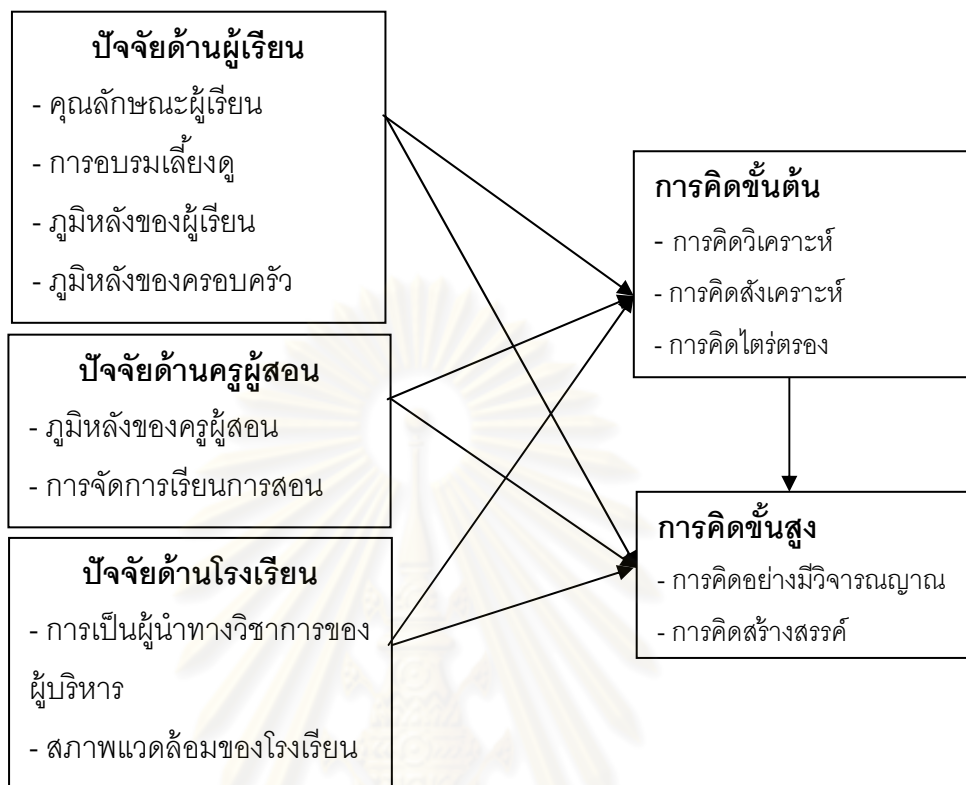 ปัจจัยด้านผู้เรียน
- คุณลักษณะผู้เรียน
- การอบรมเลี้ยงดู
- ภูมิหลังของผู้เรียน
- ภูมิหลังของครอบครัว
ปัจจัยด้านครูผู้สอน
- ภูมิหลังของครูผู้สอน
- การจัดการเรียนการสอน
ปัจจัยด้านโรงเรียน
- การเป็นผู้นำทางวิชาการของ
ผู้บริหาร
- สภาพแวดล้อมของโรงเรียน
การคิดขั้นต้น
- การคิดวิเคราะห์
- การคิดสังเคราะห์
- การคิดไตร่ตรอง
การคิดขั้นสูง
- การคิดอย่างมีวิจารณญาณ
- การคิดสร้างสรรค์